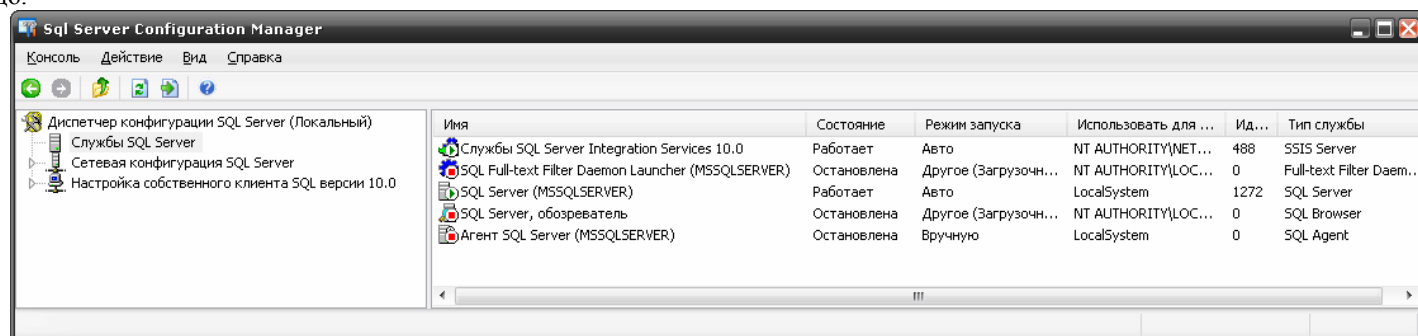 до.
Sql Server Configuration Manager
Консоль Действие Вид Справка
Диспетчер конфигурации SQL Server (Локальный)
Службы SQL Server
Сетевая конфигурация SQL Server
Настройка собственного клиента SQL версии 10.0
Имя Состояние Режим запуска Использовать для ... Ид... Тип службы
Службы SQL Server Integration Services 10.0 Работает Авто NT AUTHORITY\NET... 488 SSIS Server
SQL Full-text Filter Daemon Launcher (MSSQLSERVER) Остановлена Другое (Загрузочн... NT AUTHORITY\LOC... 0 Full-text Filter Daem...
SQL Server (MSSQLSERVER) Работает Авто LocalSystem 1272 SQL Server
SQL Server, обозреватель Остановлена Другое (Загрузочн... NT AUTHORITY\LOC... 0 SQL Browser
Агент SQL Server (MSSQLSERVER) Остановлена Вручную LocalSystem 0 SQL Agent